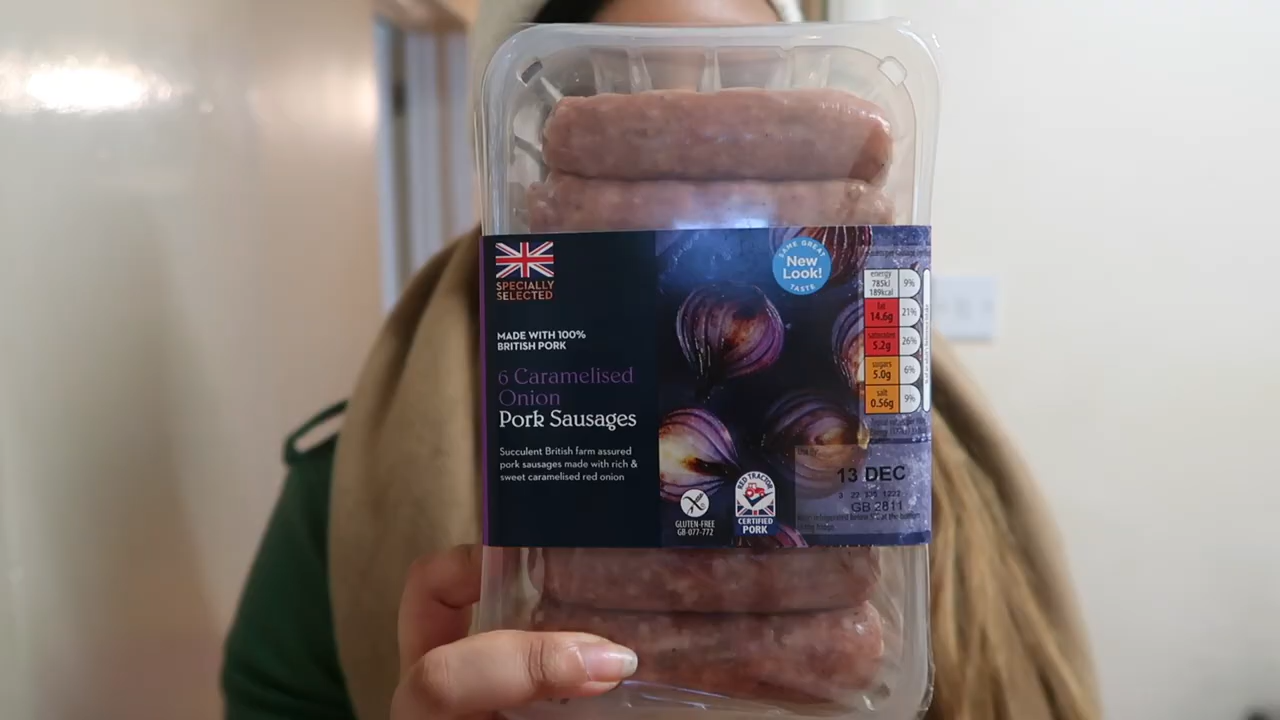 SPECIALLY
SELECTED
MADE WITH 100%
BRITISH PORK
6 Caramelised
Onion
Pork Sausages
Succulent British farm assured
pork sausages made with rich &
sweet caramelised red onion
SAME GREAT
New
Look!
TASTE
energy
785kJ
189kcal
9%
fat
14.6g
21%
saturates
5.2g
26%
sugars
5.0g
6%
salt
0.56g
9%
GLUTEN-FREE
GB-077-772
RED TRACTOR
CERTIFIED
PORK
13 DEC
GB 2811